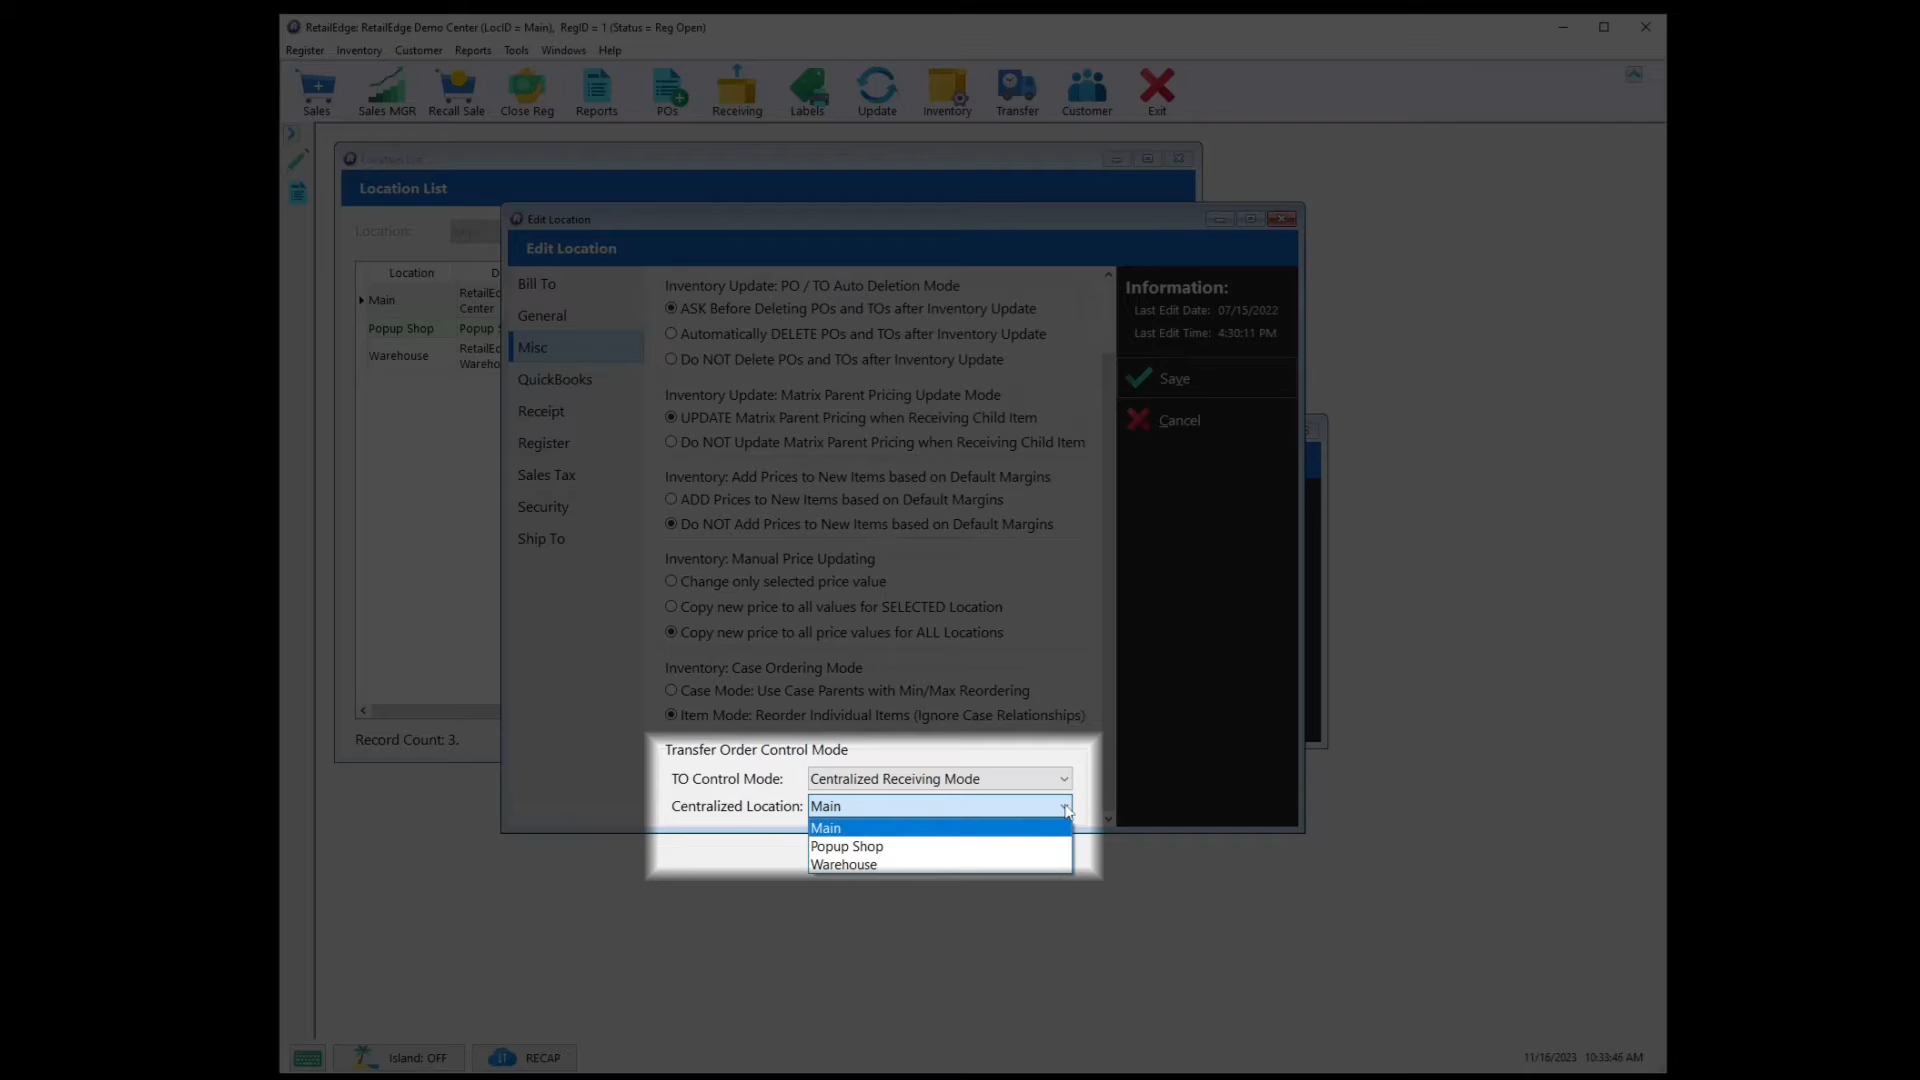 RetailEdge: RetailEdge Demo Center (LocID = Main), RegID = 1 (Status = Reg Open)
Register Inventory Customer Reports Tools Windows Help
Sales Sales MGR Recall Sale Close Reg Reports POs Receiving Labels Update Inventory Transfer Customer Exit
Location List
Location List
Location:
Location D
Main RetailEd
Center
Popup Shop Popup S
Warehouse RetailEd
Wareho
Record Count: 3.
Edit Location
Edit Location
Bill To
General
Misc
QuickBooks
Receipt
Register
Sales Tax
Security
Ship To
Inventory Update: PO / TO Auto Deletion Mode
ASK Before Deleting POs and TOs after Inventory Update
Automatically DELETE POs and TOs after Inventory Update
Do NOT Delete POs and TOs after Inventory Update
Inventory Update: Matrix Parent Pricing Update Mode
UPDATE Matrix Parent Pricing when Receiving Child Item
Do NOT Update Matrix Parent Pricing when Receiving Child Item
Inventory: Add Prices to New Items based on Default Margins
ADD Prices to New Items based on Default Margins
Do NOT Add Prices to New Items based on Default Margins
Inventory: Manual Price Updating
Change only selected price value
Copy new price to all values for SELECTED Location
Copy new price to all price values for ALL Locations
Inventory: Case Ordering Mode
Case Mode: Use Case Parents with Min/Max Reordering
Item Mode: Reorder Individual Items (Ignore Case Relationships)
Transfer Order Control Mode
TO Control Mode: Centralized Receiving Mode
Centralized Location: Main
Main
Popup Shop
Warehouse
Information:
Last Edit Date: 07/15/2022
Last Edit Time: 4:30:11 PM
Save
Cancel
Island: OFF RECAP 11/16/2023 10:33:46 AM